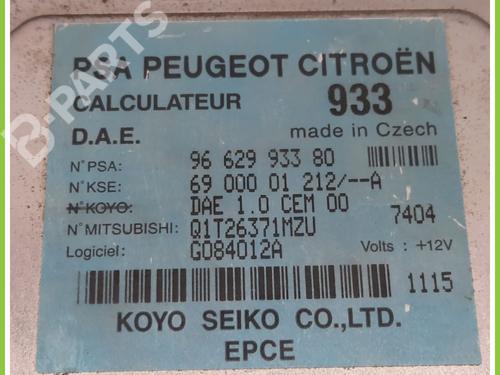 B-PARTS
PSA PEUGEOT CITROËN
CALCULATEUR 933
D.A.E. made in Czech
N°PSA: 96 629 933 80
N°KSE: 69 000 01 212/--A
N°KOYO: DAE 1.0 CEM 00 7404
N°MITSUBISHI: Q1T26371MZU
Logiciel: G084012A Volts : +12V
1115
KOYO SEIKO CO.,LTD.
EPCE